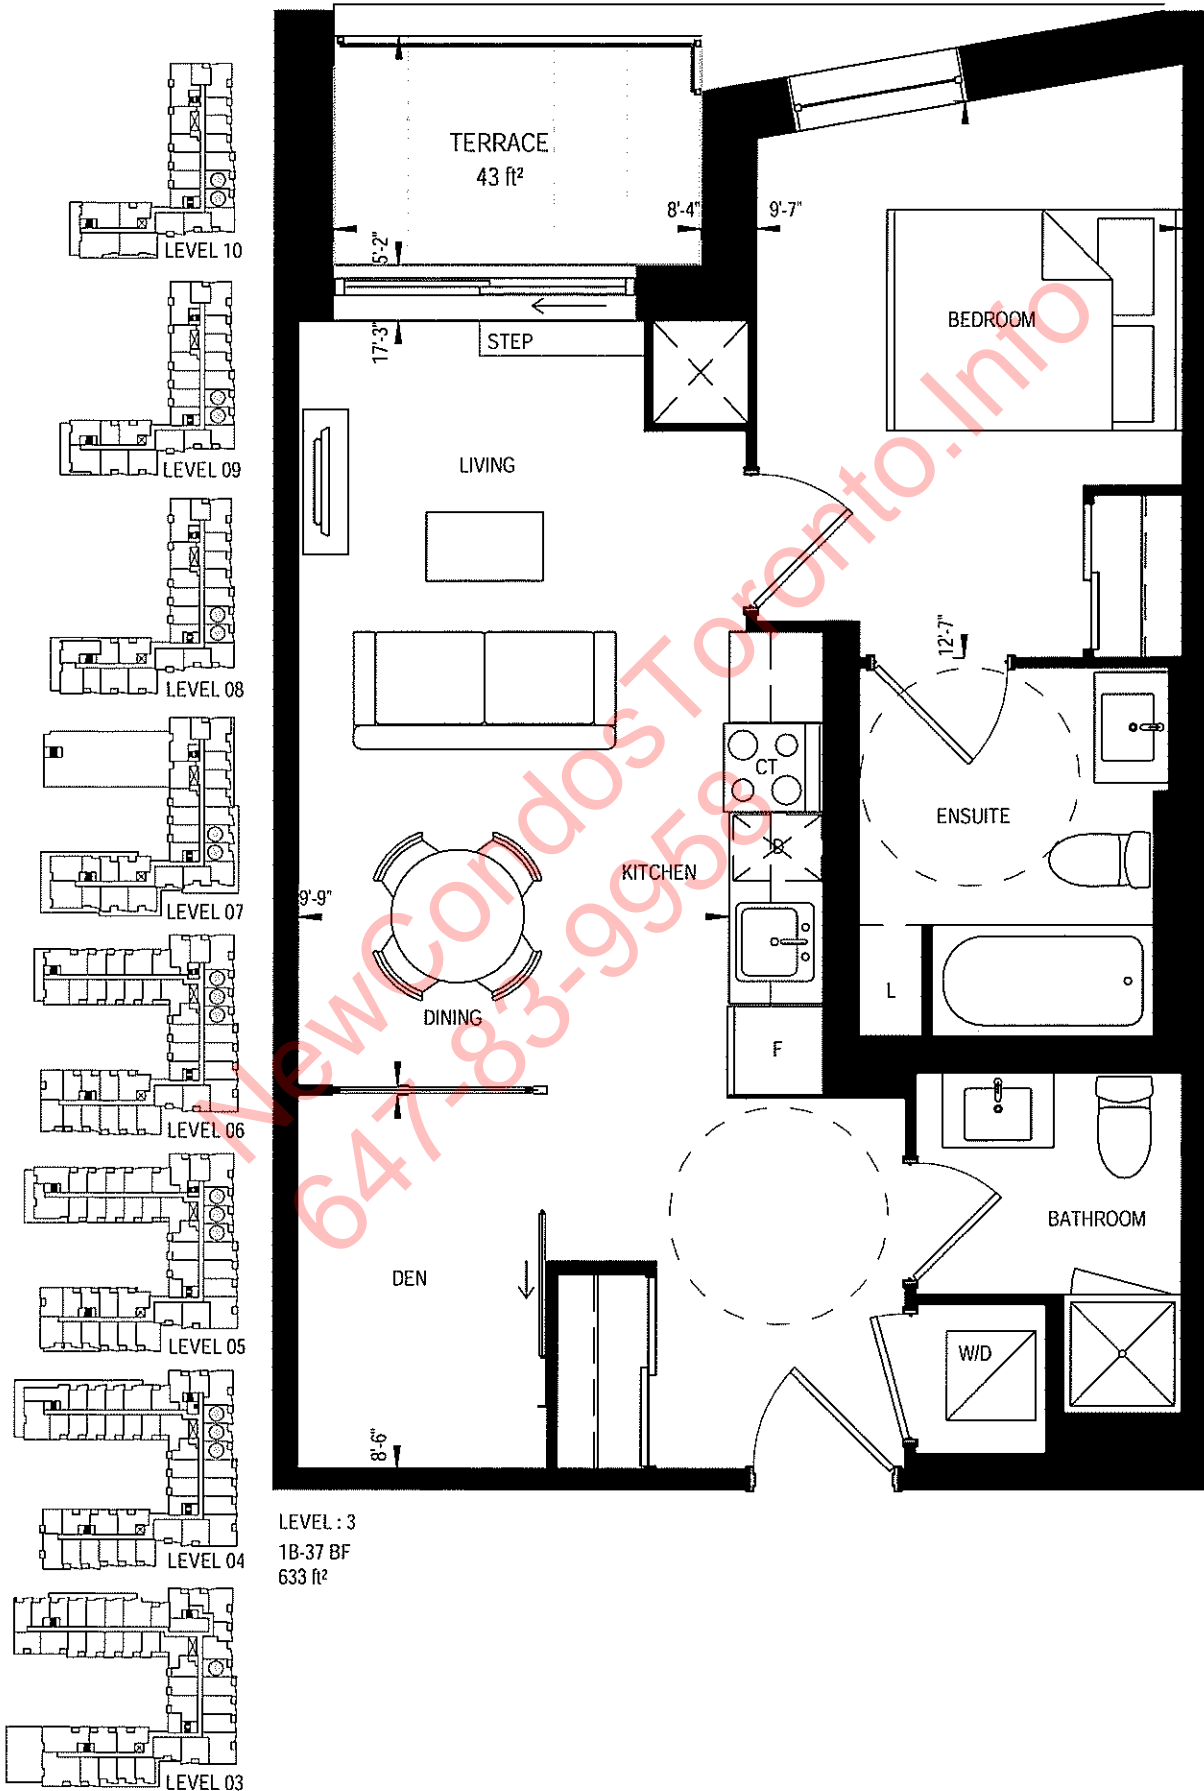 TERRACE
43 ft²
8'-4"
9'-7"
5'-2"
17'-3"
STEP
BEDROOM
LIVING
12'-7"
CT
D
ENSUITE
KITCHEN
9'-9"
DINING
L
F
BATHROOM
DEN
W/D
8'-6"
LEVEL : 3
1B-37 BF
633 ft²
LEVEL 10
LEVEL 09
LEVEL 08
LEVEL 07
LEVEL 06
LEVEL 05
LEVEL 04
LEVEL 03
NewCondosToronto.Info
647-83-9958